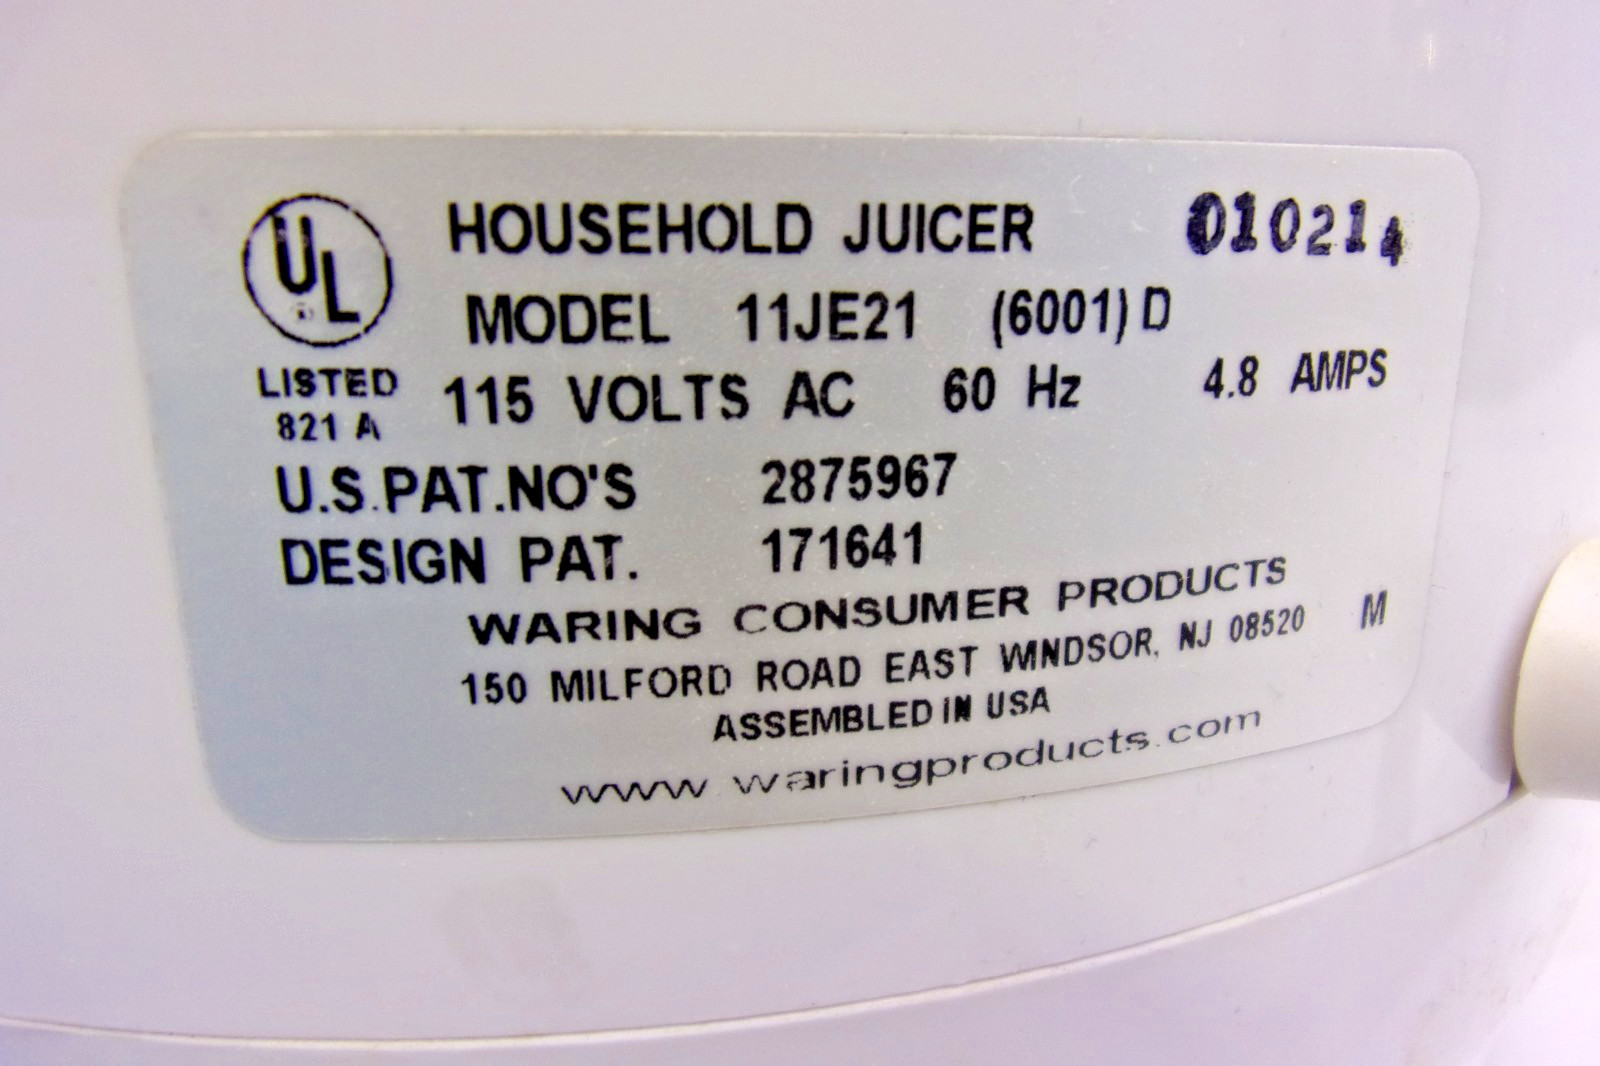 UL ®
HOUSEHOLD JUICER 010214
MODEL 11JE21 (6001) D
LISTED
821 A
115 VOLTS AC 60 Hz 4.8 AMPS
U.S.PAT.NO'S 2875967
DESIGN PAT. 171641
WARING CONSUMER PRODUCTS
150 MILFORD ROAD EAST WINDSOR, NJ 08520 M
ASSEMBLED IN USA
www.waringproducts.com